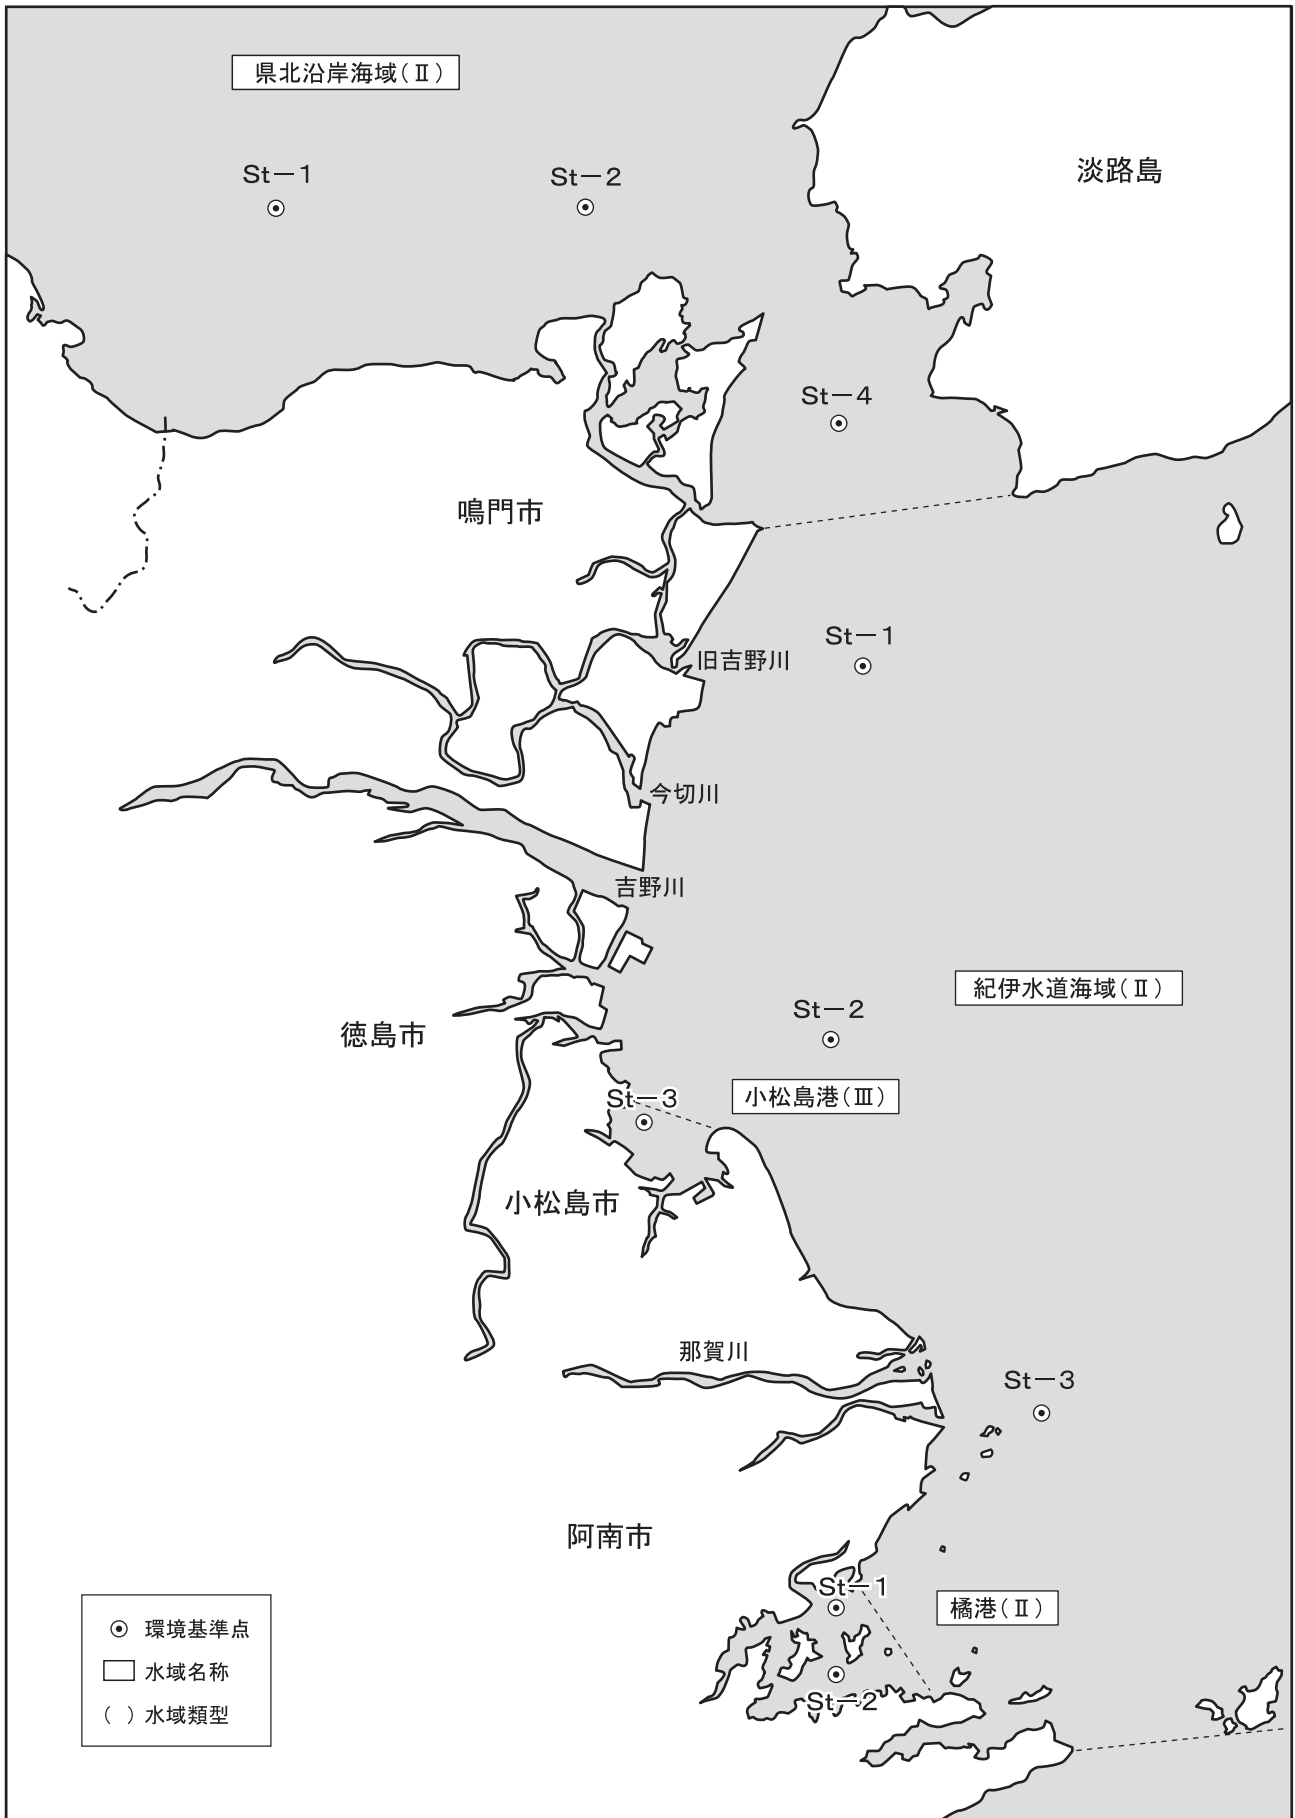 県北沿岸海域(Ⅱ)
St－1
St－2
淡路島
St－4
鳴門市
St－1
旧吉野川
今切川
吉野川
紀伊水道海域(Ⅱ)
St－2
徳島市
小松島港(Ⅲ)
St－3
小松島市
那賀川
St－3
阿南市
St－1
橘港(Ⅱ)
St－2
環境基準点
水域名称
( ) 水域類型